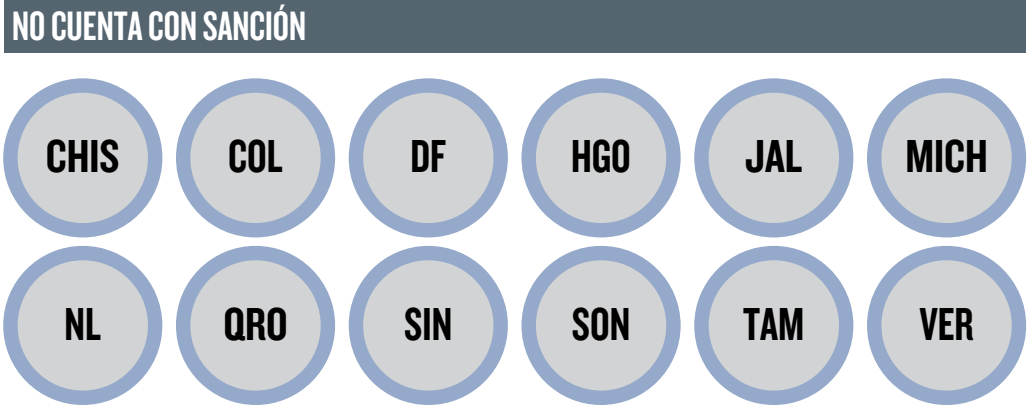 NO CUENTA CON SANCIÓN
CHIS COL DF HGO JAL MICH
NL QRO SIN SON TAM VER